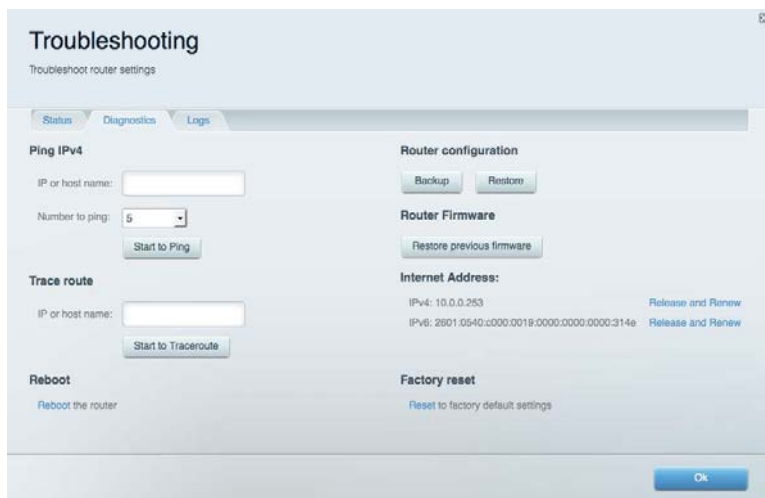 Troubleshooting
Troubleshoot router settings
Status
Diagnostics
Logs
Ping IPv4
IP or host name:
Number to ping: 5
Start to Ping
Trace route
IP or host name:
Start to Traceroute
Reboot
Reboot the router
Router configuration
Backup
Restore
Router Firmware
Restore previous firmware
Internet Address:
IPv4: 10.0.0.253 Release and Renew
IPv6: 2601:0540:c000:0019:0000:0000:0000:314e Release and Renew
Factory reset
Reset to factory default settings
Ok